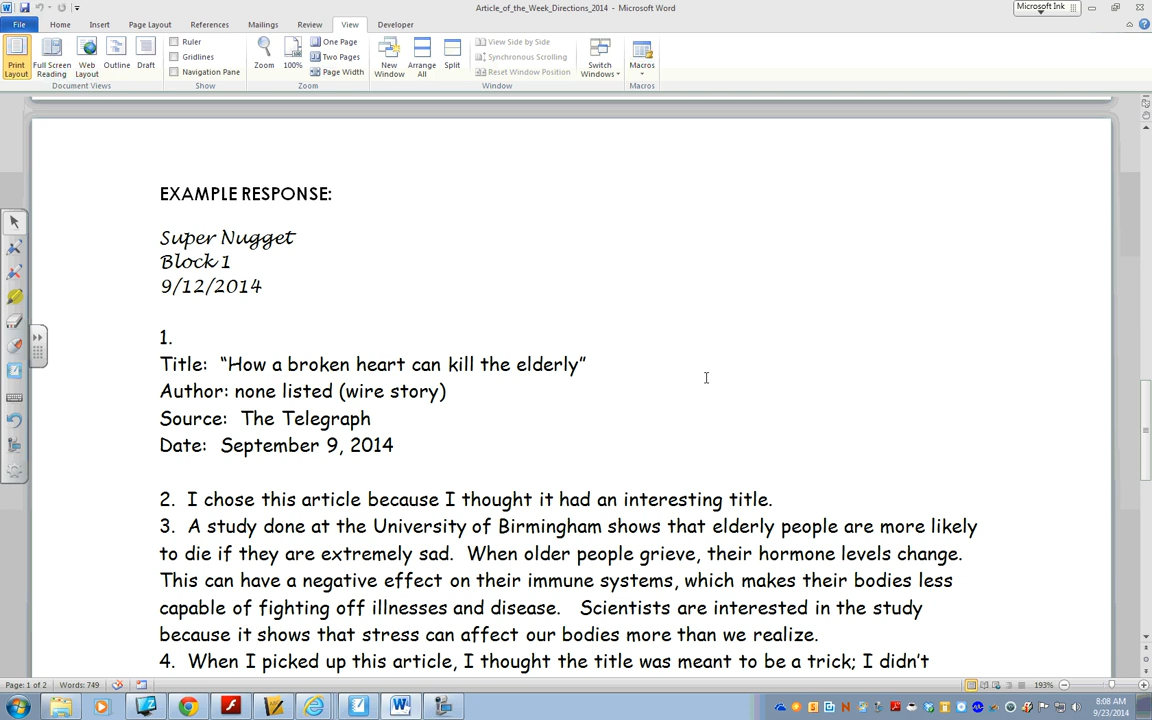 Article_of_the_Week_Directions_2014 - Microsoft Word
Microsoft Ink
File Home Insert Page Layout References Mailings Review View Developer
Print Layout
Full Screen Reading
Web Layout
Outline
Draft
Document Views
Ruler
Gridlines
Navigation Pane
Show
Zoom
100%
One Page
Two Pages
Page Width
Zoom
New Window
Arrange All
Split
View Side by Side
Synchronous Scrolling
Reset Window Position
Window
Switch Windows
Macros
Macros
EXAMPLE RESPONSE:
Super Nugget
Block 1
9/12/2014
1.
Title:  “How a broken heart can kill the elderly”
Author: none listed (wire story)
Source:  The Telegraph
Date:  September 9, 2014
2.  I chose this article because I thought it had an interesting title.
3.  A study done at the University of Birmingham shows that elderly people are more likely
to die if they are extremely sad.  When older people grieve, their hormone levels change.
This can have a negative effect on their immune systems, which makes their bodies less
capable of fighting off illnesses and disease.   Scientists are interested in the study
because it shows that stress can affect our bodies more than we realize.
4.  When I picked up this article, I thought the title was meant to be a trick; I didn’t
Page: 1 of 2 Words: 749
193%
8:08 AM
9/23/2014